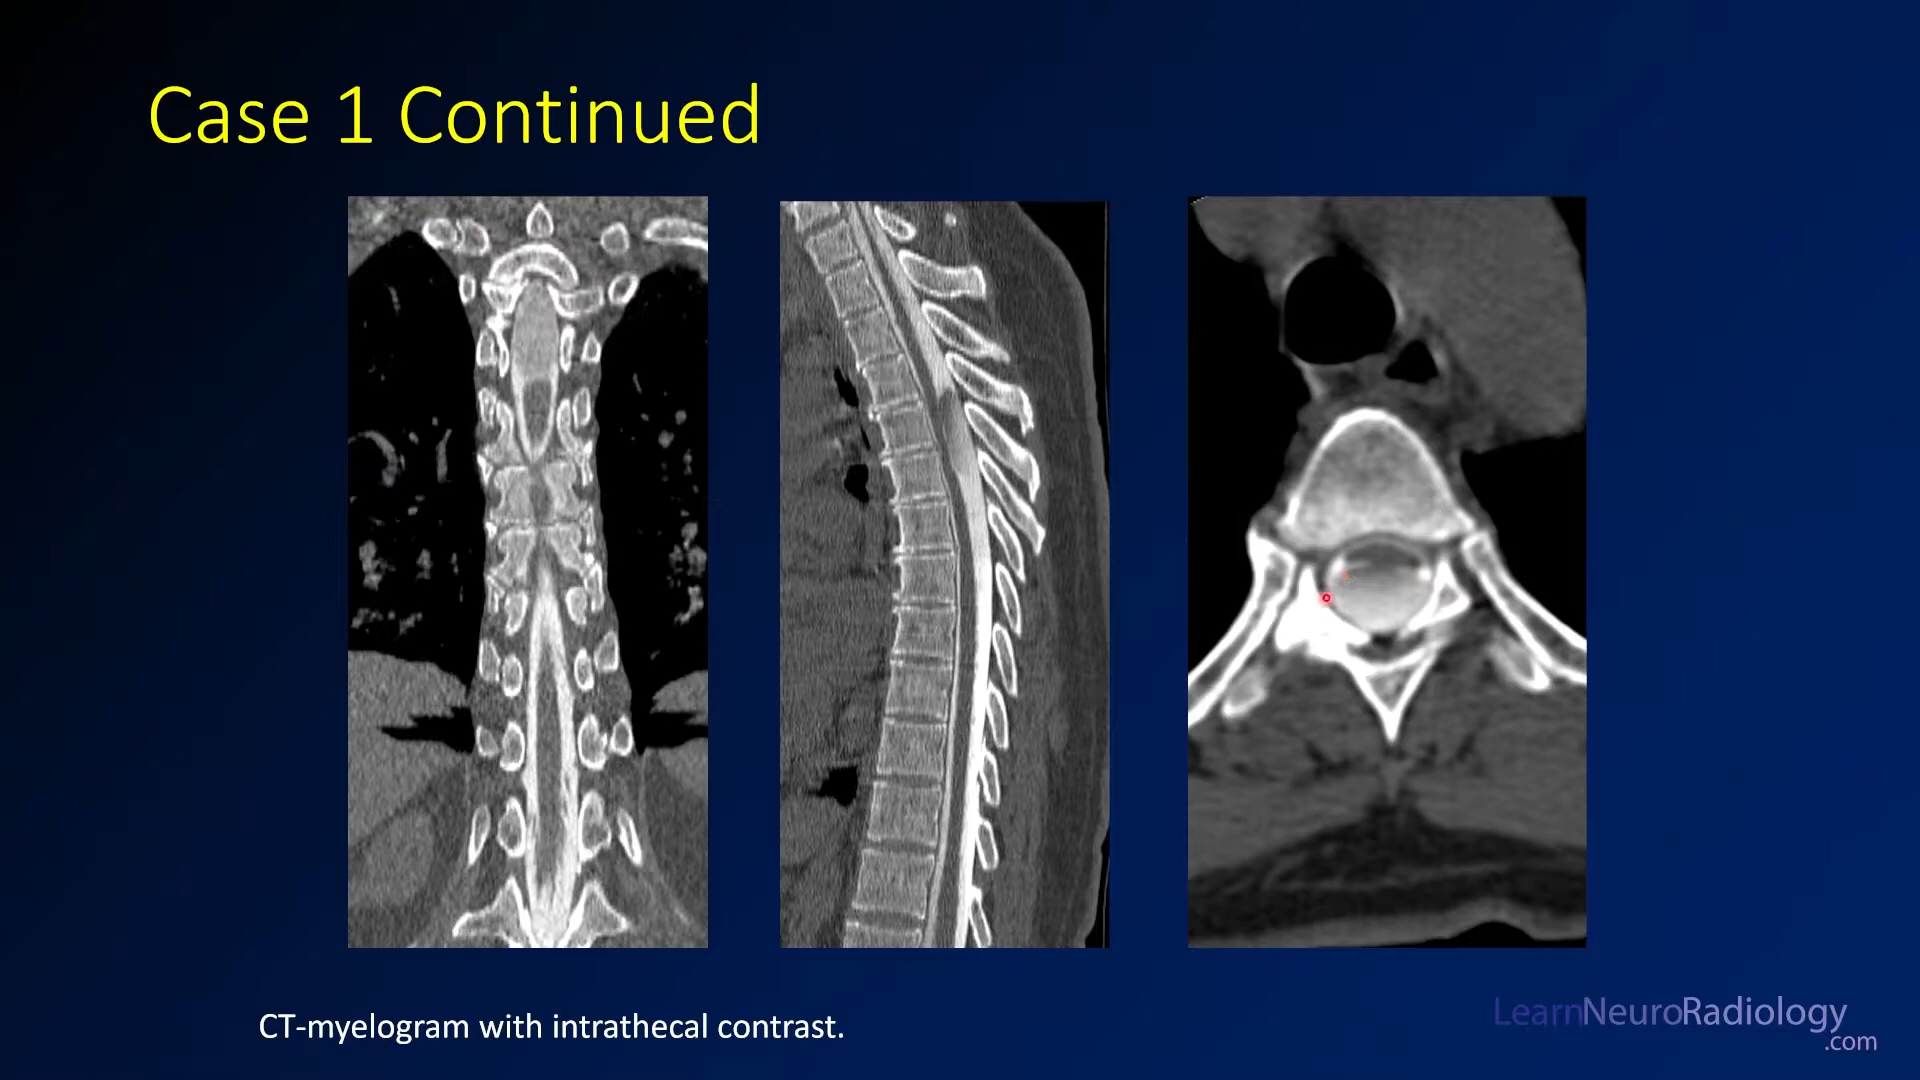 Case 1 Continued
CT-myelogram with intrathecal contrast.
LearnNeuroRadiology
.com